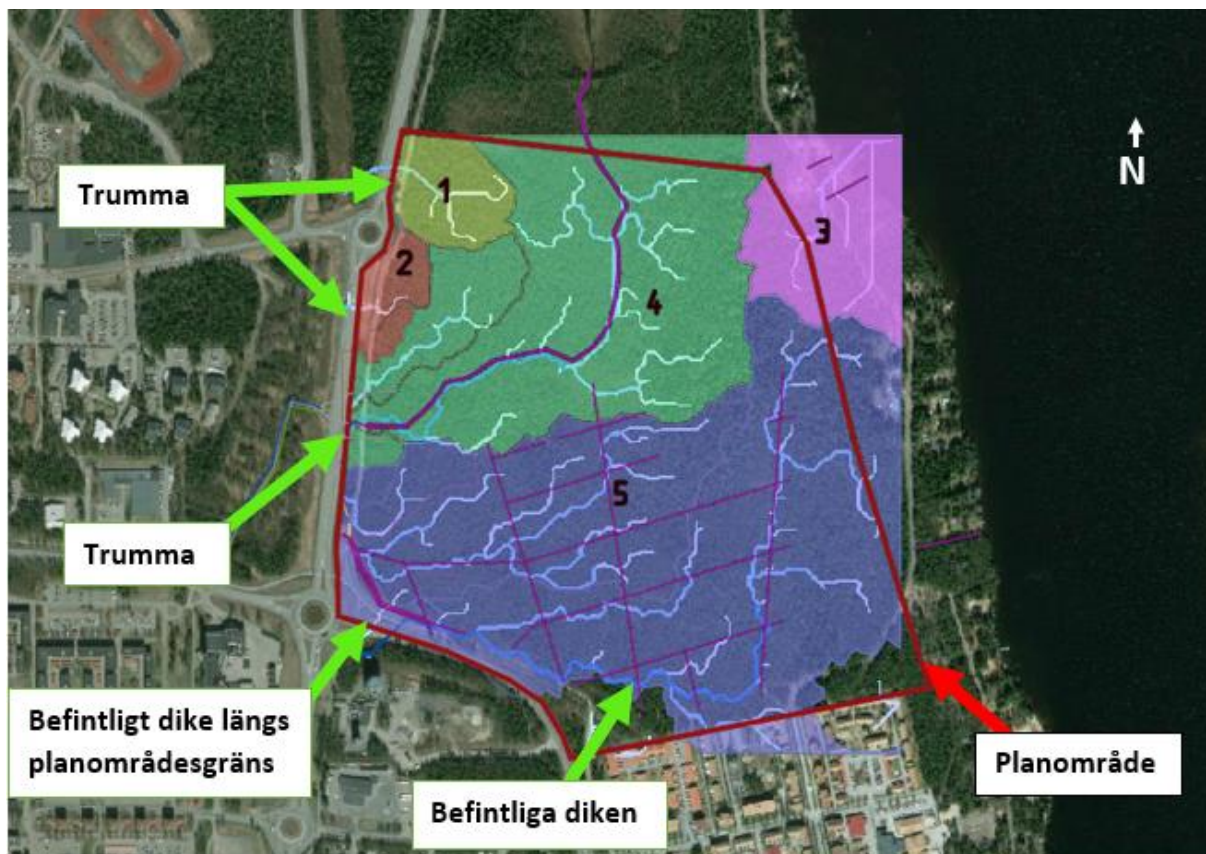 N
Trumma
1
2
3
4
5
Trumma
Befintligt dike längs
planområdesgräns
Befintliga diken
Planområde